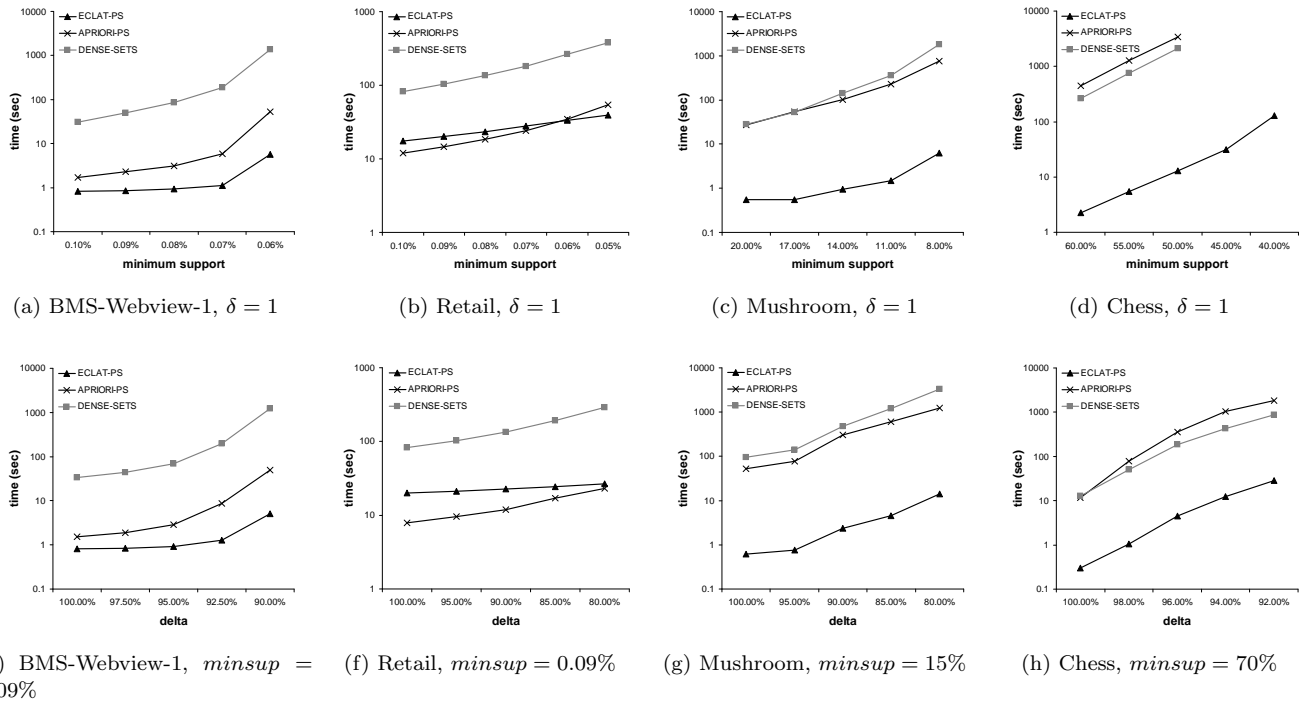 ECLAT-PS
APRIORI-PS
DENSE-SETS
10000
1000
100
10
1
0.1
time (sec)
0.10% 0.09% 0.08% 0.07% 0.06%
minimum support
(a) BMS-Webview-1, δ = 1
ECLAT-PS
APRIORI-PS
DENSE-SETS
1000
100
10
1
time (sec)
0.10% 0.09% 0.08% 0.07% 0.06% 0.05%
minimum support
(b) Retail, δ = 1
ECLAT-PS
APRIORI-PS
DENSE-SETS
10000
1000
100
10
1
0.1
time (sec)
20.00% 17.00% 14.00% 11.00% 8.00%
minimum support
(c) Mushroom, δ = 1
ECLAT-PS
APRIORI-PS
DENSE-SETS
10000
1000
100
10
1
time (sec)
60.00% 55.00% 50.00% 45.00% 40.00%
minimum support
(d) Chess, δ = 1
ECLAT-PS
APRIORI-PS
DENSE-SETS
10000
1000
100
10
1
0.1
time (sec)
100.00% 97.50% 95.00% 92.50% 90.00%
delta
) BMS-Webview-1, minsup =
09%
ECLAT-PS
APRIORI-PS
DENSE-SETS
1000
100
10
1
time (sec)
100.00% 95.00% 90.00% 85.00% 80.00%
delta
(f) Retail, minsup = 0.09%
ECLAT-PS
APRIORI-PS
DENSE-SETS
10000
1000
100
10
1
0.1
time (sec)
100.00% 95.00% 90.00% 85.00% 80.00%
delta
(g) Mushroom, minsup = 15%
ECLAT-PS
APRIORI-PS
DENSE-SETS
10000
1000
100
10
1
0.1
time (sec)
100.00% 98.00% 96.00% 94.00% 92.00%
delta
(h) Chess, minsup = 70%